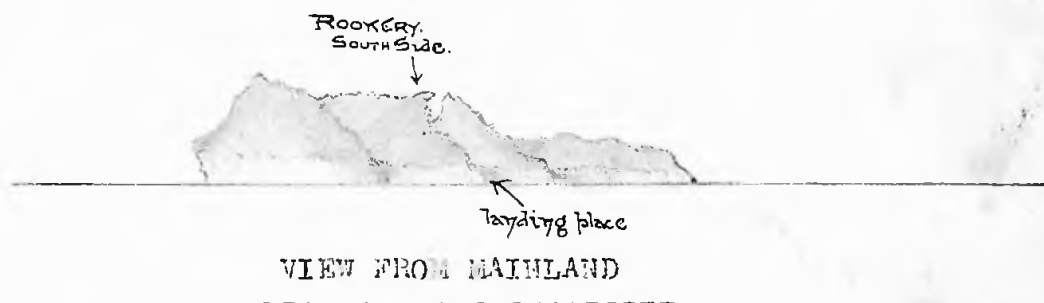 ROOKERY.
SOUTH SIDE.
landing place
VIEW FROM MAINLAND